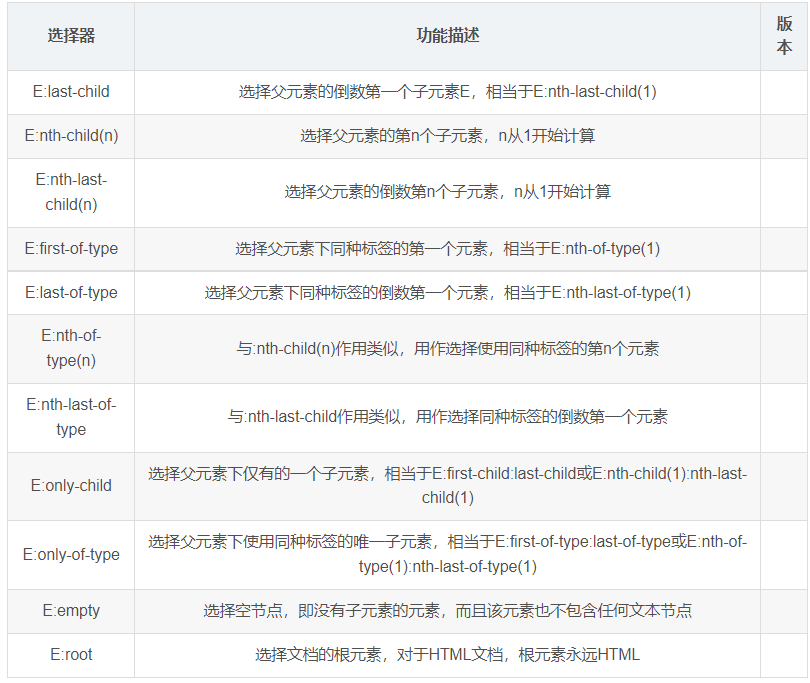 选择器 功能描述 版
本
E:last-child 选择父元素的倒数第一个子元素E，相当于E:nth-last-child(1)
E:nth-child(n) 选择父元素的第n个子元素，n从1开始计算
E:nth-last-
child(n) 选择父元素的倒数第n个子元素，n从1开始计算
E:first-of-type 选择父元素下同种标签的第一个元素，相当于E:nth-of-type(1)
E:last-of-type 选择父元素下同种标签的倒数第一个元素，相当于E:nth-last-of-type(1)
E:nth-of-
type(n) 与:nth-child(n)作用类似，用作选择使用同种标签的第n个元素
E:nth-last-of-
type 与:nth-last-child作用类似，用作选择同种标签的倒数第一个元素
E:only-child 选择父元素下仅有的一个子元素，相当于E:first-child:last-child或E:nth-child(1):nth-last-
child(1)
E:only-of-type 选择父元素下使用同种标签的唯一子元素，相当于E:first-of-type:last-of-type或E:nth-of-
type(1):nth-last-of-type(1)
E:empty 选择空节点，即没有子元素的元素，而且该元素也不包含任何文本节点
E:root 选择文档的根元素，对于HTML文档，根元素永远HTML